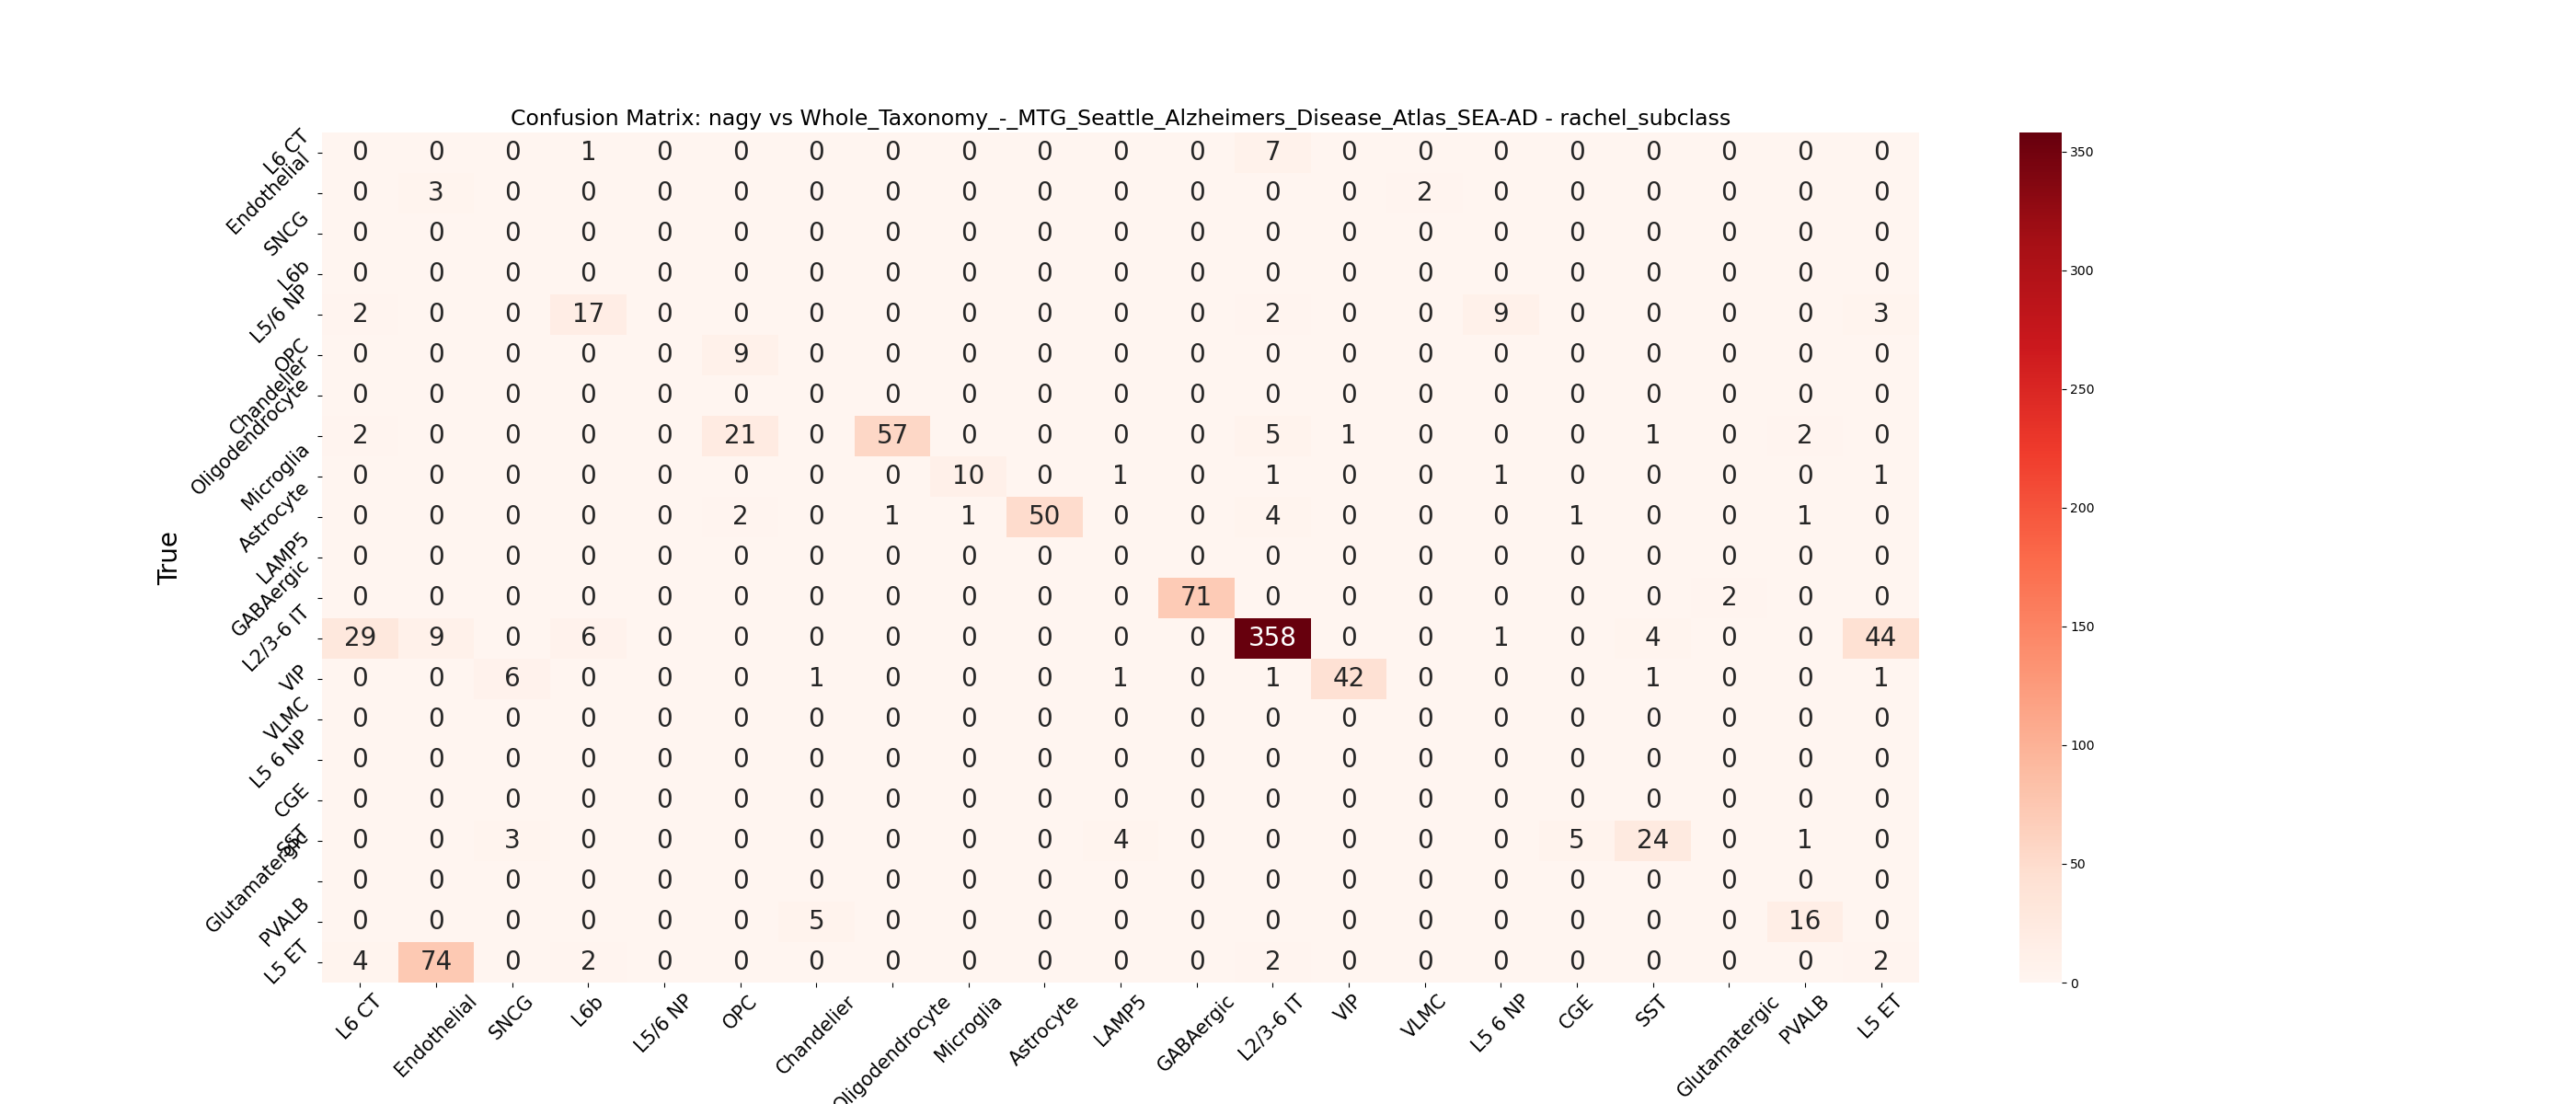 Confusion Matrix: nagy vs Whole_Taxonomy_-_MTG_Seattle_Alzheimers_Disease_Atlas_SEA-AD - rachel_subclass
True
L6 CT 0 0 0 1 0 0 0 0 0 0 0 0 7 0 0 0 0 0 0 0 0
Endothelial 0 3 0 0 0 0 0 0 0 0 0 0 0 0 2 0 0 0 0 0 0
SNCG 0 0 0 0 0 0 0 0 0 0 0 0 0 0 0 0 0 0 0 0 0
L6b 0 0 0 0 0 0 0 0 0 0 0 0 0 0 0 0 0 0 0 0 0
L5/6 NP 2 0 0 17 0 0 0 0 0 0 0 0 2 0 0 9 0 0 0 0 3
OPC 0 0 0 0 0 9 0 0 0 0 0 0 0 0 0 0 0 0 0 0 0
Chandelier 0 0 0 0 0 0 0 0 0 0 0 0 0 0 0 0 0 0 0 0 0
Oligodendrocyte 2 0 0 0 0 21 0 57 0 0 0 0 5 1 0 0 0 1 0 2 0
Microglia 0 0 0 0 0 0 0 0 10 0 1 0 1 0 0 1 0 0 0 0 1
Astrocyte 0 0 0 0 0 2 0 1 1 50 0 0 4 0 0 0 1 0 0 1 0
LAMP5 0 0 0 0 0 0 0 0 0 0 0 0 0 0 0 0 0 0 0 0 0
GABAergic 0 0 0 0 0 0 0 0 0 0 0 71 0 0 0 0 0 0 2 0 0
L2/3-6 IT 29 9 0 6 0 0 0 0 0 0 0 0 358 0 0 1 0 4 0 0 44
VIP 0 0 6 0 0 0 1 0 0 0 1 0 1 42 0 0 0 1 0 0 1
VLMC 0 0 0 0 0 0 0 0 0 0 0 0 0 0 0 0 0 0 0 0 0
L5 6 NP 0 0 0 0 0 0 0 0 0 0 0 0 0 0 0 0 0 0 0 0 0
CGE 0 0 0 0 0 0 0 0 0 0 0 0 0 0 0 0 0 0 0 0 0
SST 0 0 3 0 0 0 0 0 0 0 4 0 0 0 0 0 5 24 0 1 0
Glutamatergic 0 0 0 0 0 0 0 0 0 0 0 0 0 0 0 0 0 0 0 0 0
PVALB 0 0 0 0 0 0 5 0 0 0 0 0 0 0 0 0 0 0 0 16 0
L5 ET 4 74 0 2 0 0 0 0 0 0 0 0 2 0 0 0 0 0 0 0 2
L6 CT Endothelial SNCG L6b L5/6 NP OPC Chandelier Oligodendrocyte Microglia Astrocyte LAMP5 GABAergic L2/3-6 IT VIP VLMC L5 6 NP CGE SST Glutamatergic PVALB L5 ET
350
300
250
200
150
100
50
0